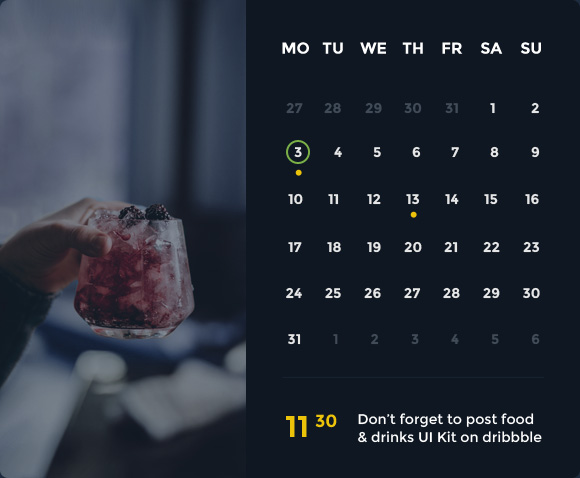 MO TU WE TH FR SA SU
27 28 29 30 31 1 2
3 4 5 6 7 8 9
10 11 12 13 14 15 16
17 18 19 20 21 22 23
24 25 26 27 28 29 30
31 1 2 3 4 5 6
11 30
Don't forget to post food
& drinks UI Kit on dribbble